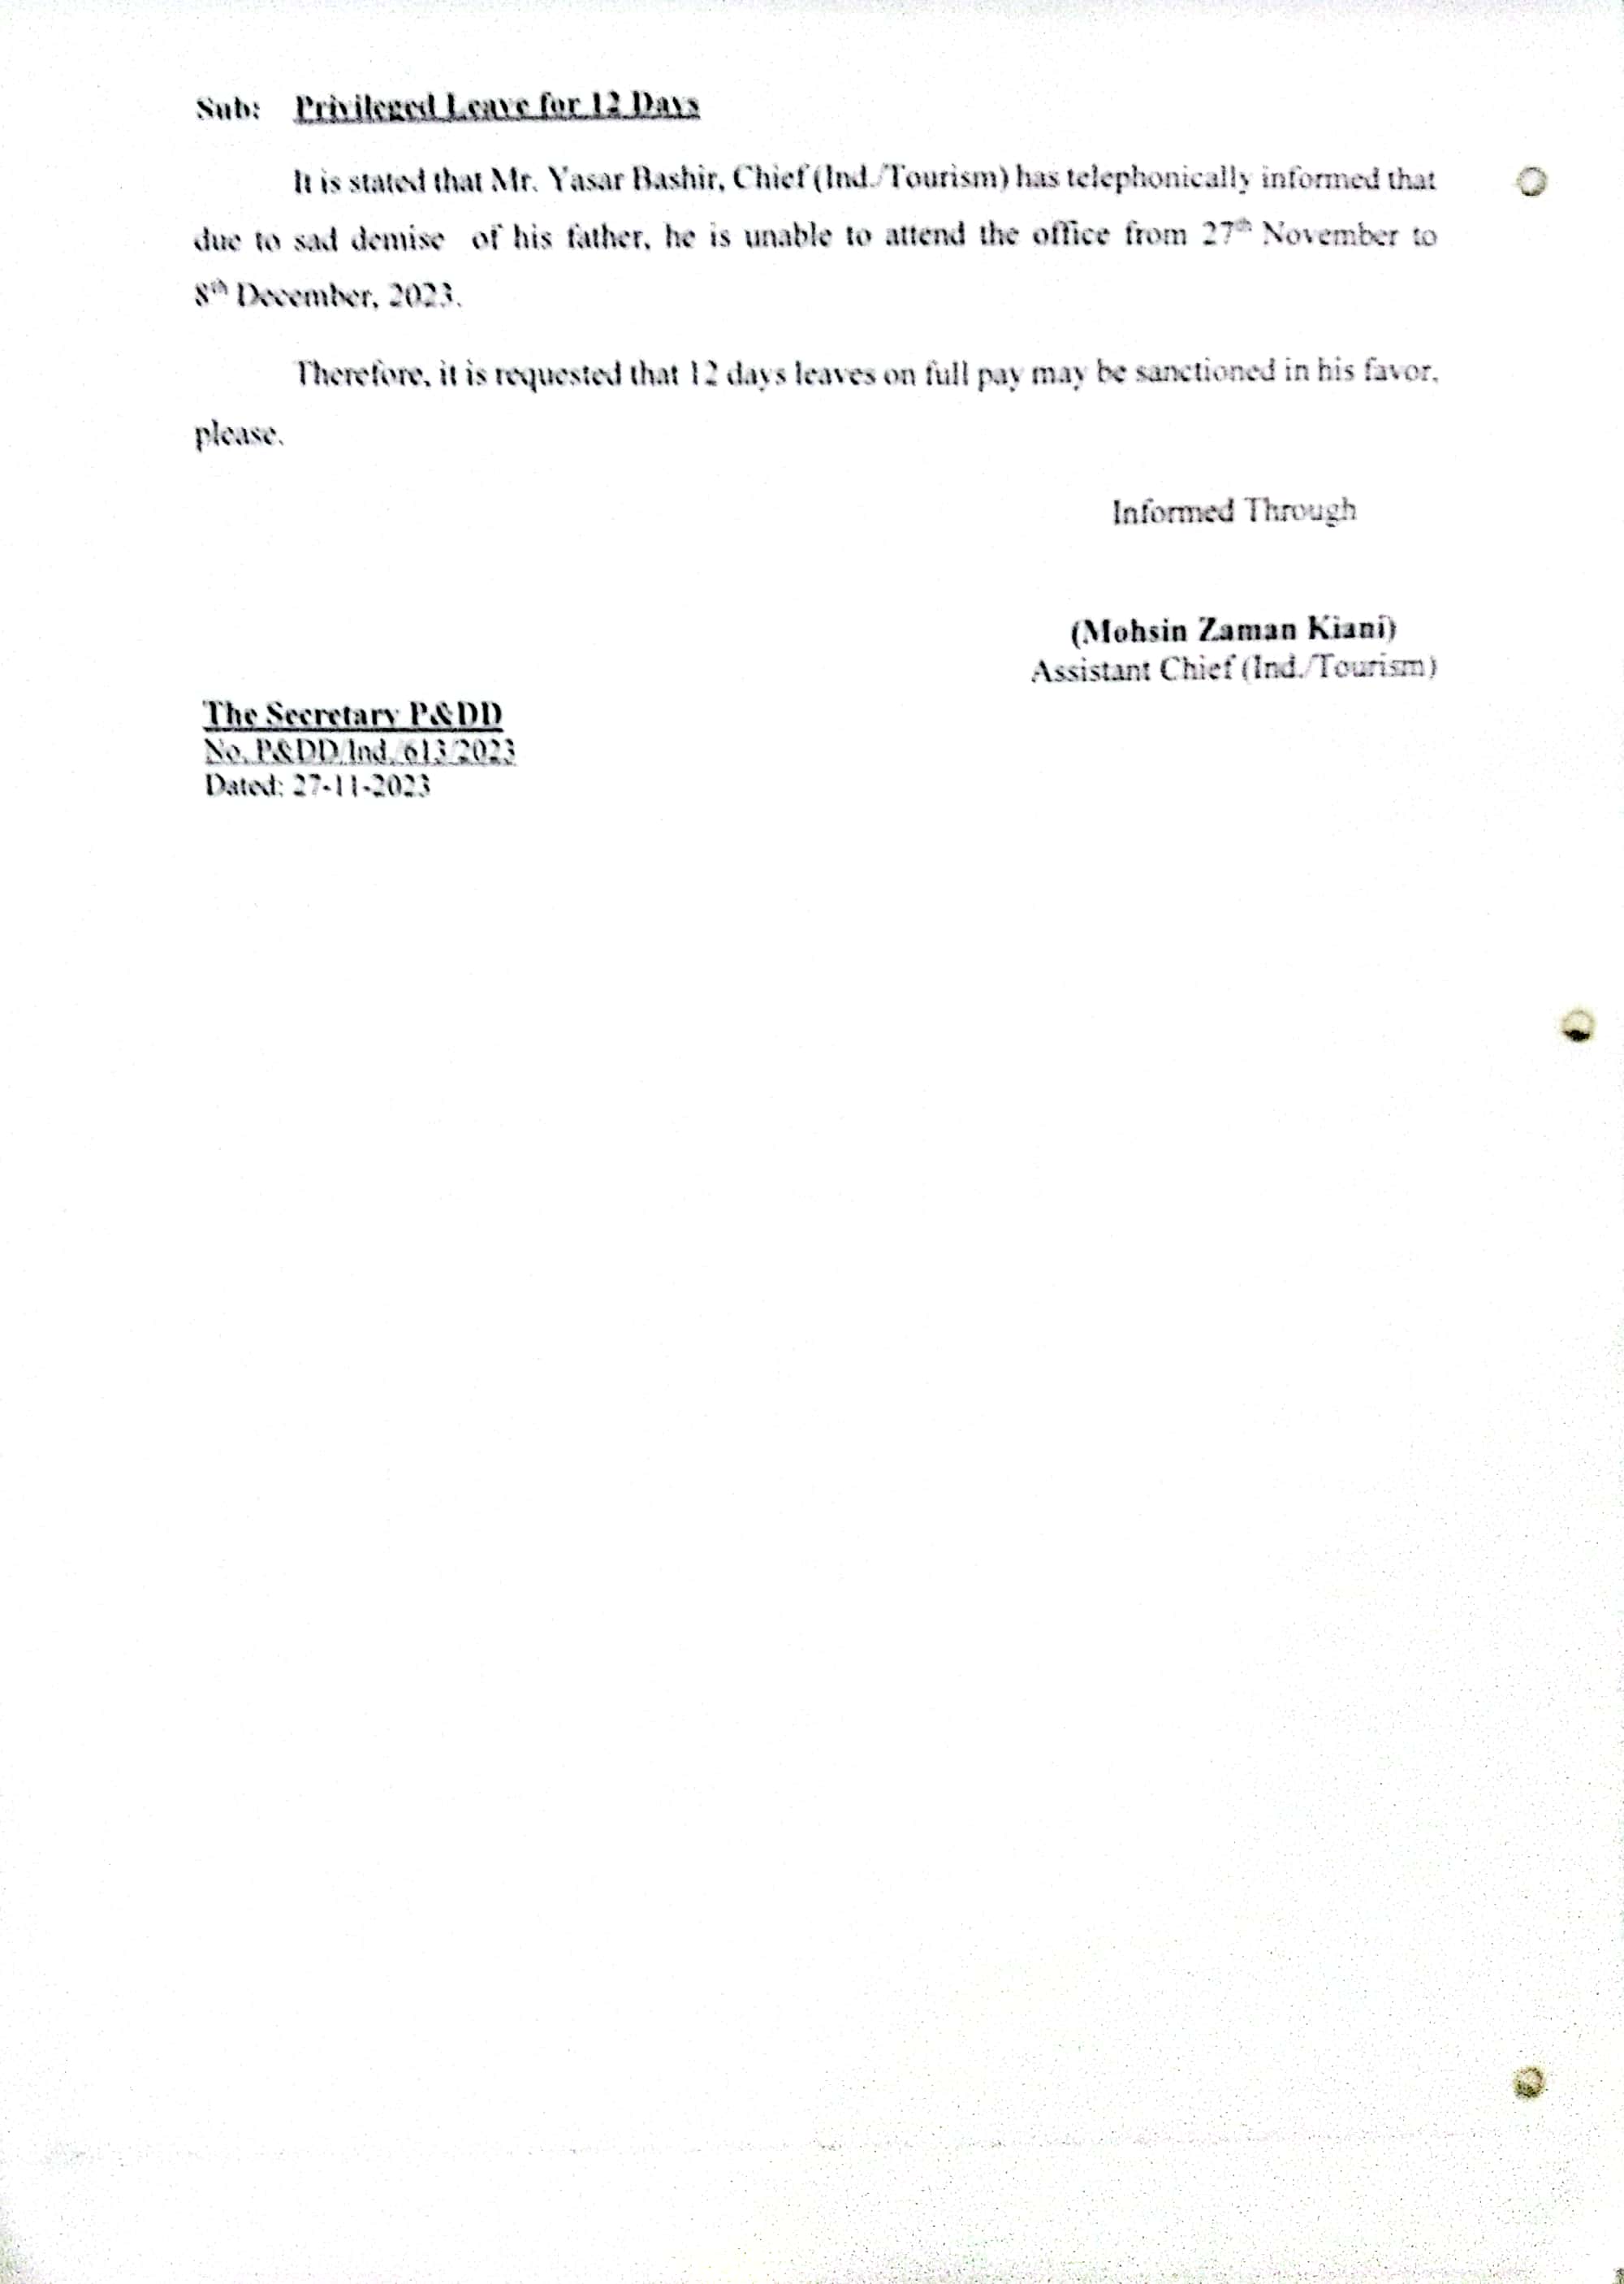 Sub: Privileged Leave for 12 Days
It is stated that Mr. Yasar Bashir, Chief (Ind./Tourism) has telephonically informed that
due to sad demise of his father, he is unable to attend the office from 27th November to
8th December, 2023.
Therefore, it is requested that 12 days leaves on full pay may be sanctioned in his favor,
please.
Informed Through
(Mohsin Zaman Kiani)
Assistant Chief (Ind./Tourism)
The Secretary P&DD
No. P&DD/Ind./613/2023
Dated: 27-11-2023